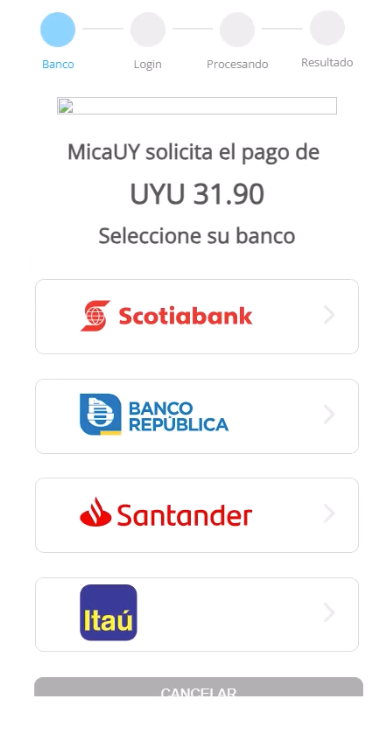 Banco
Login
Procesando
Resultado
MicaUY solicita el pago de
UYU 31.90
Seleccione su banco
Scotiabank
BANCO
REPÚBLICA
Santander
Itaú
CANCELAR